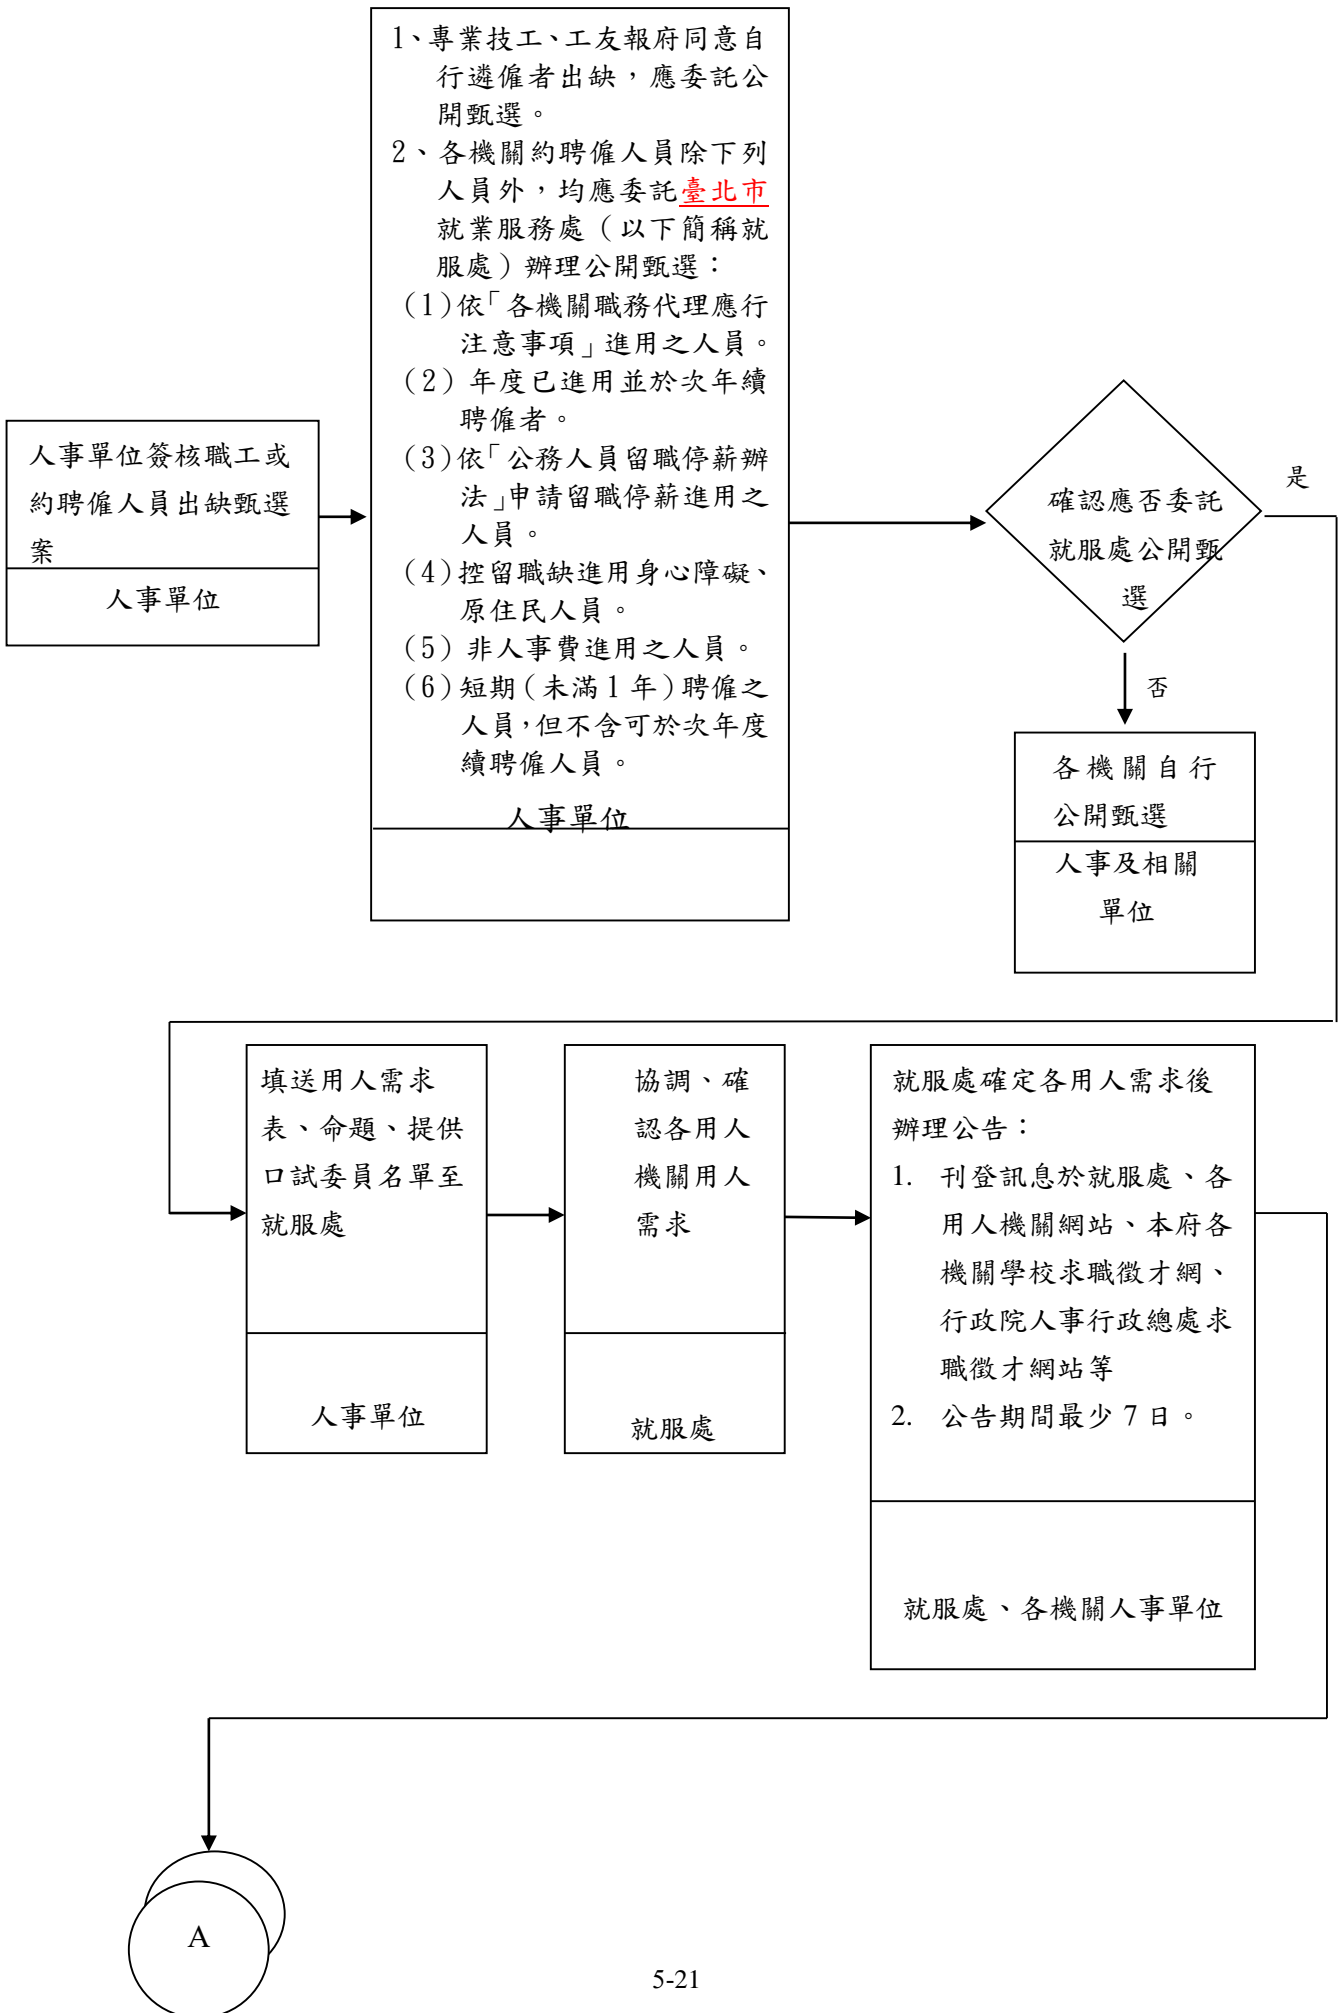 人事單位簽核職工或
約聘僱人員出缺甄選
案
人事單位
1、專業技工、工友報府同意自
行遴僱者出缺，應委託公
開甄選。
2、各機關約聘僱人員除下列
人員外，均應委託臺北市
就業服務處（以下簡稱就
服處）辦理公開甄選：
(1)依「各機關職務代理應行
注意事項」進用之人員。
(2) 年度已進用並於次年續
聘僱者。
(3)依「公務人員留職停薪辦
法」申請留職停薪進用之
人員。
(4)控留職缺進用身心障礙、
原住民人員。
(5) 非人事費進用之人員。
(6)短期（未滿1年）聘僱之
人員，但不含可於次年度
續聘僱人員。
人事單位
確認應否委託
就服處公開甄
選
是
否
各機關自行
公開甄選
人事及相關
單位
填送用人需求
表、命題、提供
口試委員名單至
就服處
人事單位
協調、確
認各用人
機關用人
需求
就服處
就服處確定各用人需求後
辦理公告：
1. 刊登訊息於就服處、各
用人機關網站、本府各
機關學校求職徵才網、
行政院人事行政總處求
職徵才網站等
2. 公告期間最少7日。
就服處、各機關人事單位
A
5-21